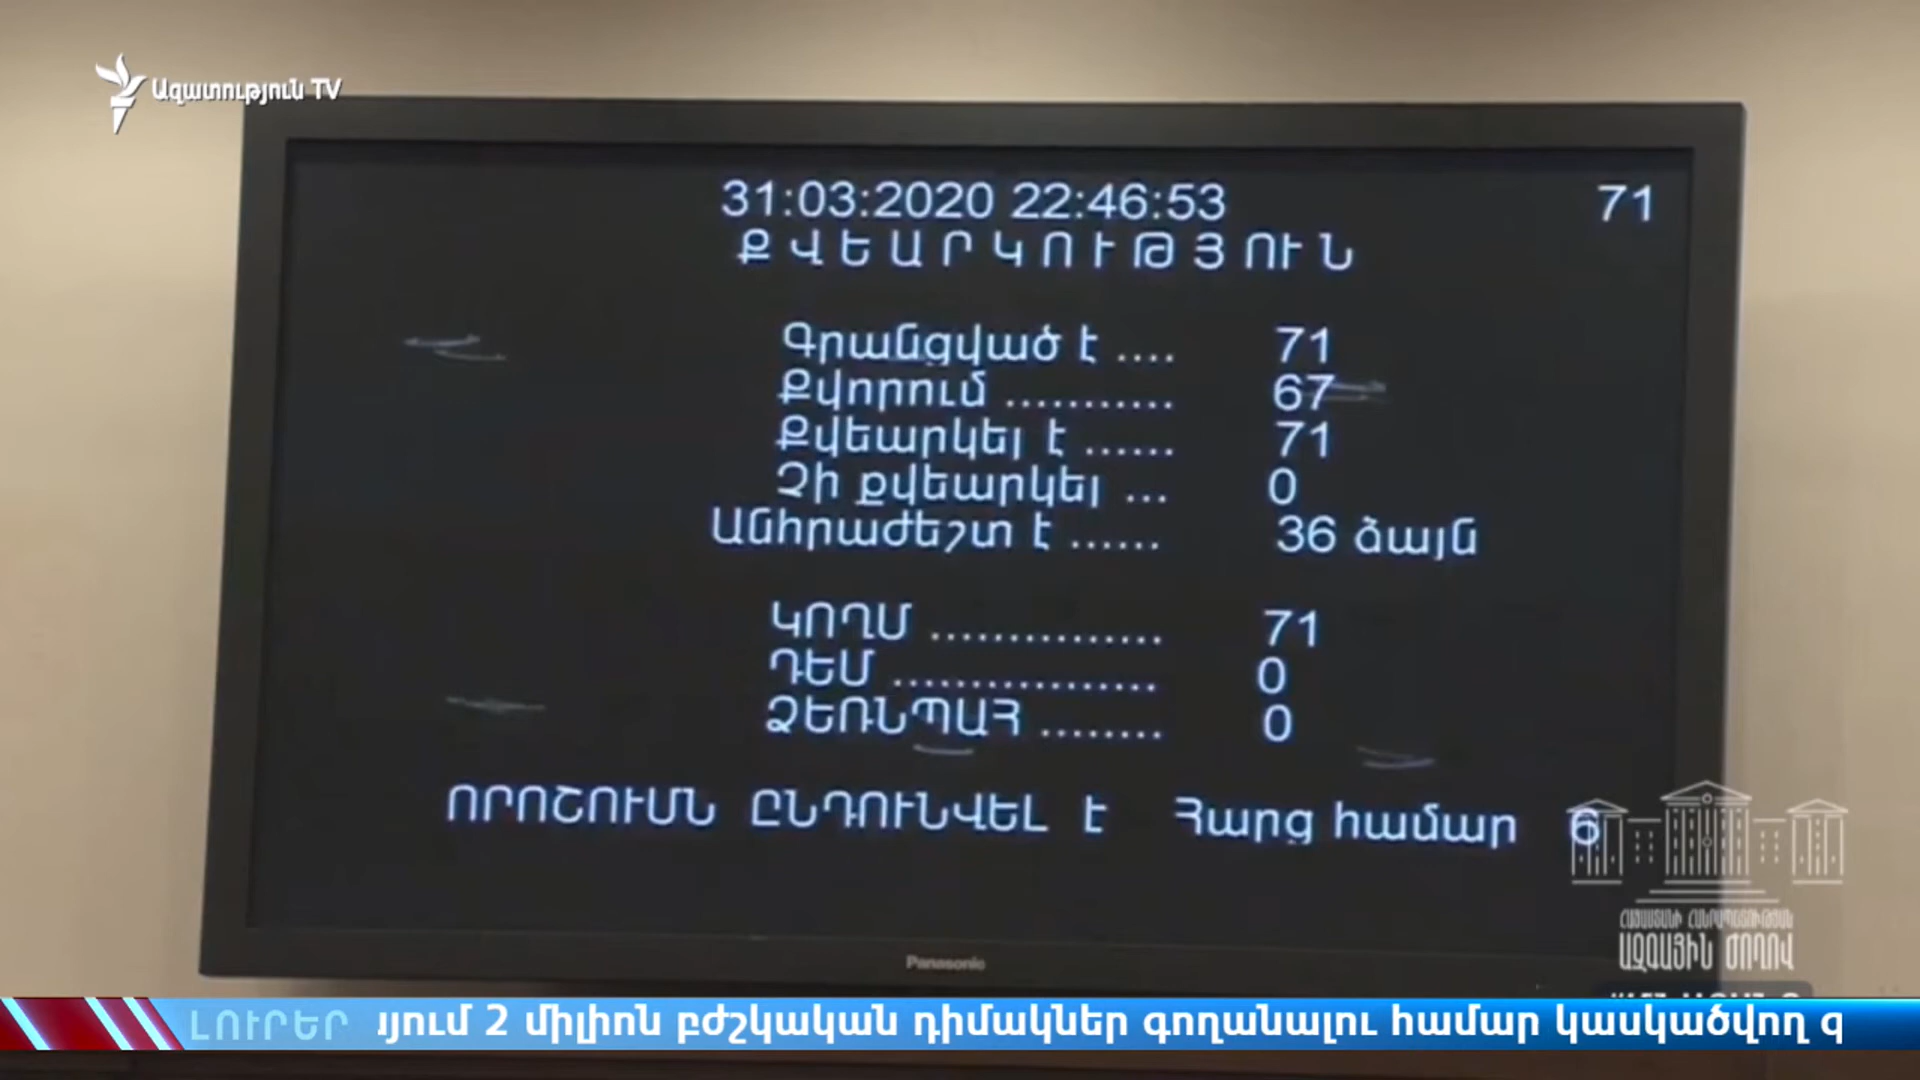 Ազատություն TV
31:03:2020 22:46:53 71
ՔՎԵԱՐԿՈՒԹՅՈՒՆ
Գրանցված է .... 71
Քվորում ........... 67
Քվեարկել է ...... 71
Չի քվեարկել ... 0
Անհրաժեշտ է ...... 36 ձայն
ԿՈՂՄ ............... 71
ԴԵՄ ................. 0
ՁԵՌՆՊԱՀ ........ 0
ՈՐՈՇՈՒՄՆ ԸՆԴՈՒՆՎԵԼ է Հարց համար 6
ՀԱՅԱՍՏԱՆԻ ՀԱՆՐԱՊԵՏՈՒԹՅԱՆ
ԱԶԳԱՅԻՆ ԺՈՂՈՎ
Panasonic
ԼՈՒՐԵՐ յում 2 միլիոն բժշկական դիմակներ գողանալու համար կասկածվող գ